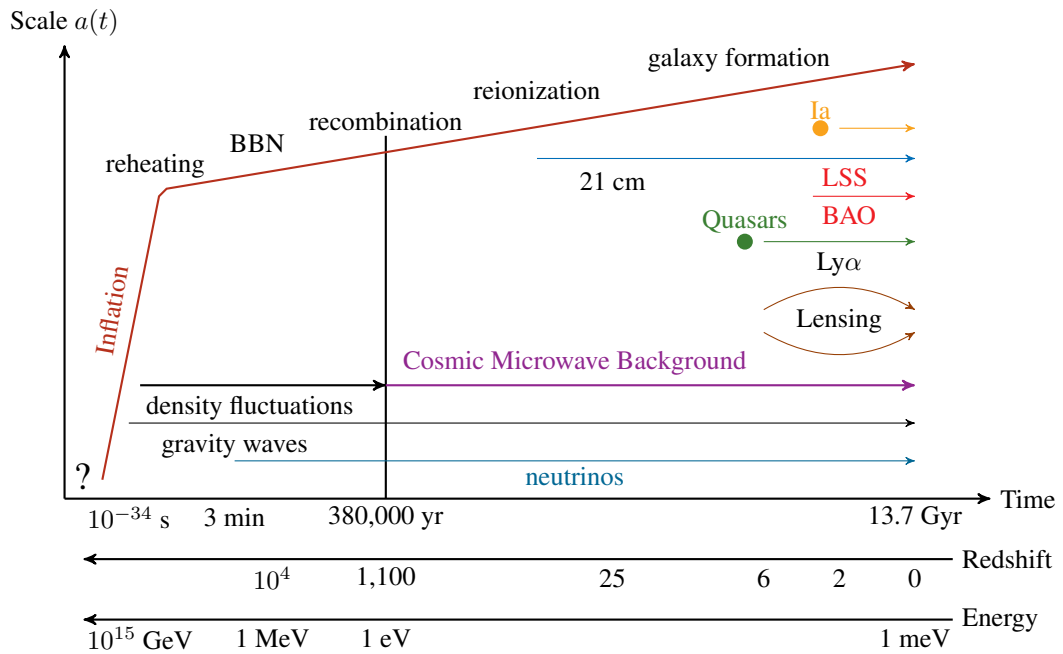 Scale a(t)
galaxy formation
reionization
Ia
recombination
BBN
reheating
21 cm
LSS
BAO
Quasars
Lyα
Inflation
Lensing
Cosmic Microwave Background
density fluctuations
gravity waves
?
neutrinos
Time
10⁻³⁴ s 3 min 380,000 yr 13.7 Gyr
Redshift
10⁴ 1,100 25 6 2 0
Energy
10¹⁵ GeV 1 MeV 1 eV 1 meV